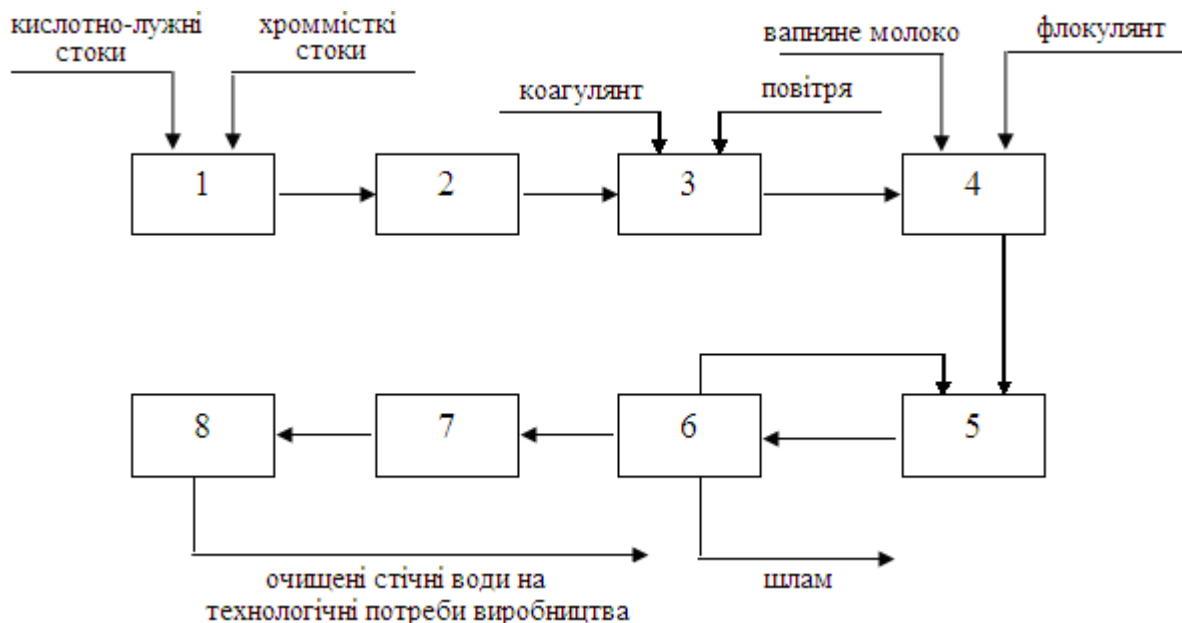 кислотно-лужні
стоки
хроммісткі
стоки
вапняне молоко
флокулянт
коагулянт
повітря
1
2
3
4
8
7
6
5
очищені стічні води на
технологічні потреби виробництва
шлам